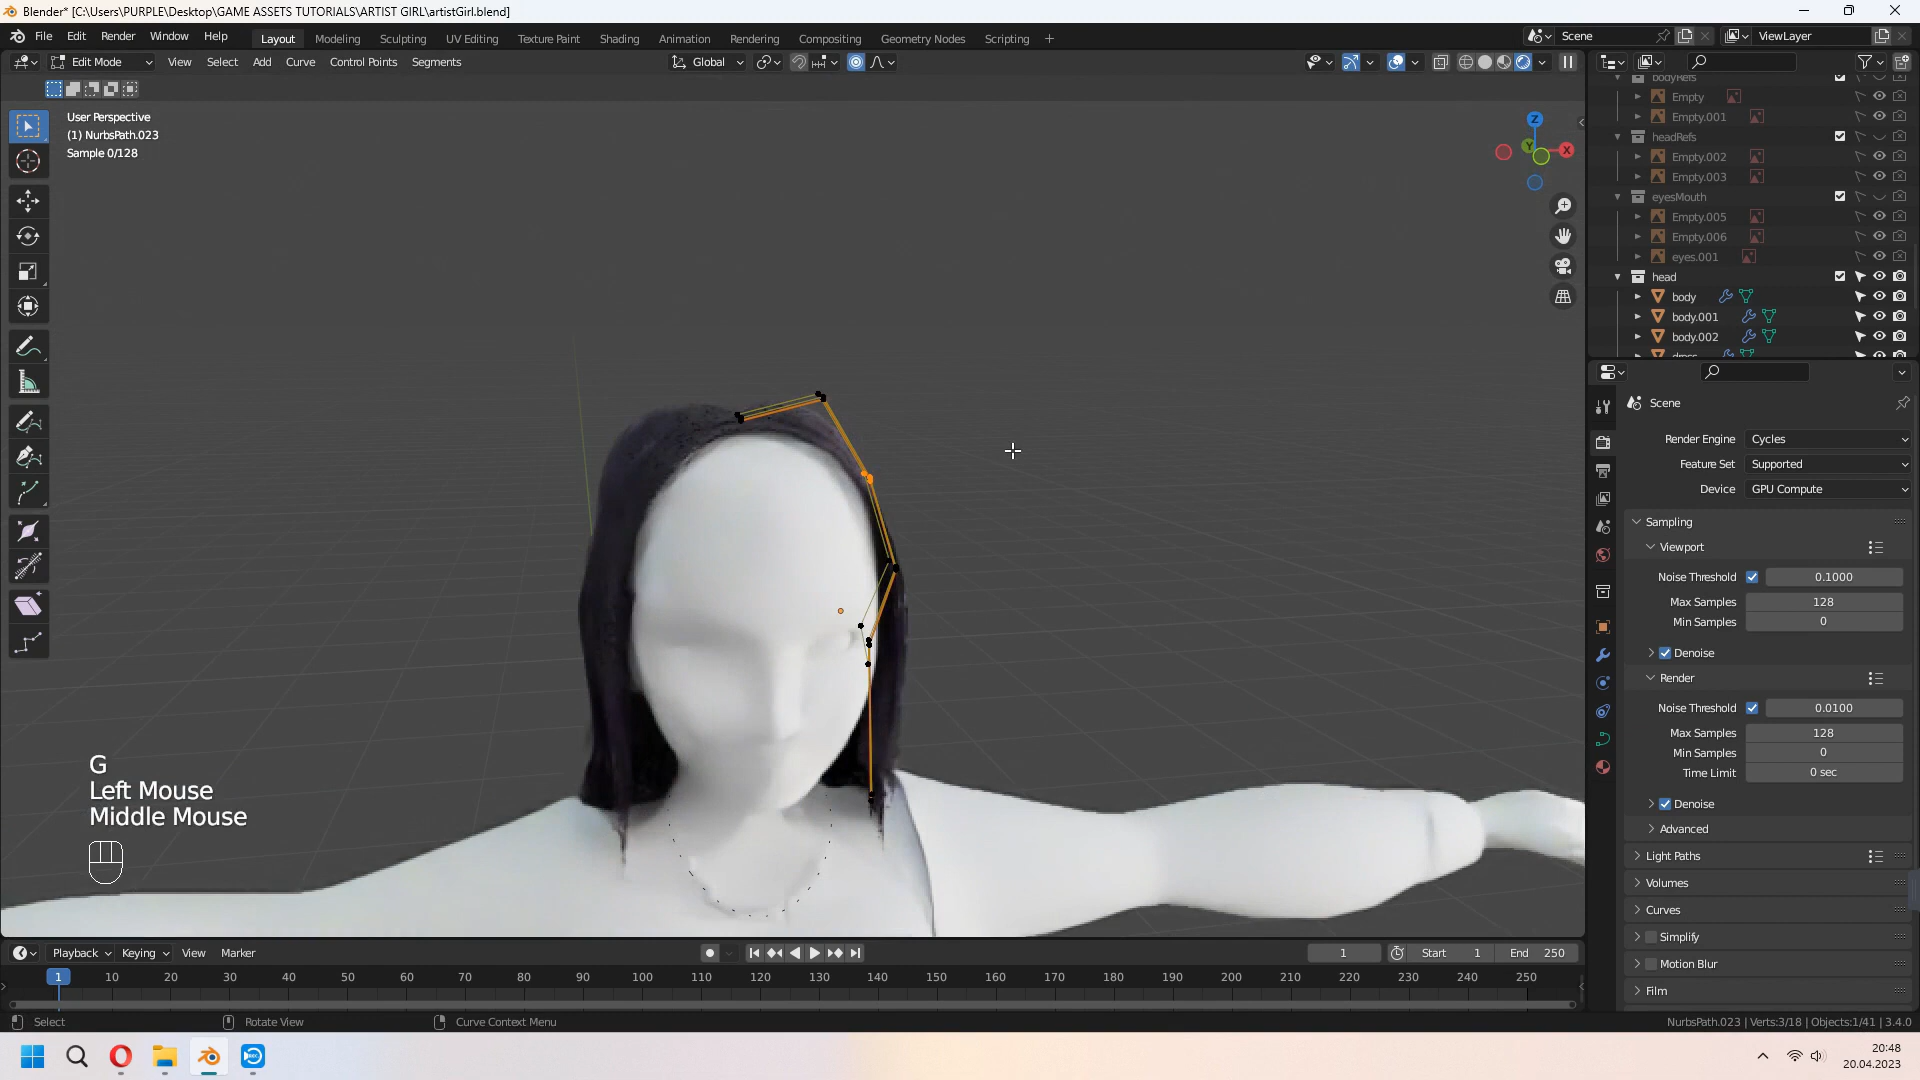 Blender* [C:\Users\PURPLE\Desktop\GAME ASSETS TUTORIALS\ARTIST GIRL\artistGirl.blend]
File Edit Render Window Help Layout Modeling Sculpting UV Editing Texture Paint Shading Animation Rendering Compositing Geometry Nodes Scripting + Scene ViewLayer
Edit Mode View Select Add Curve Control Points Segments Global
User Perspective
(1) NurbsPath.023
Sample 0/128
Z
Y
X
bodyRefs
Empty
Empty.001
headRefs
Empty.002
Empty.003
eyesMouth
Empty.005
Empty.006
eyes.001
head
body
body.001
body.002
Scene
Render Engine Cycles
Feature Set Supported
Device GPU Compute
Sampling
Viewport
Noise Threshold 0.1000
Max Samples 128
Min Samples 0
Denoise
Render
Noise Threshold 0.0100
Max Samples 128
Min Samples 0
Time Limit 0 sec
Denoise
Advanced
Light Paths
Volumes
Curves
Simplify
Motion Blur
Film
G
Left Mouse
Middle Mouse
Playback Keying View Marker 1 Start 1 End 250
1 10 20 30 40 50 60 70 80 90 100 110 120 130 140 150 160 170 180 190 200 210 220 230 240 250
Select Rotate View Curve Context Menu NurbsPath.023 | Verts:3/18 | Objects:1/41 | 3.4.0
20:48
20.04.2023